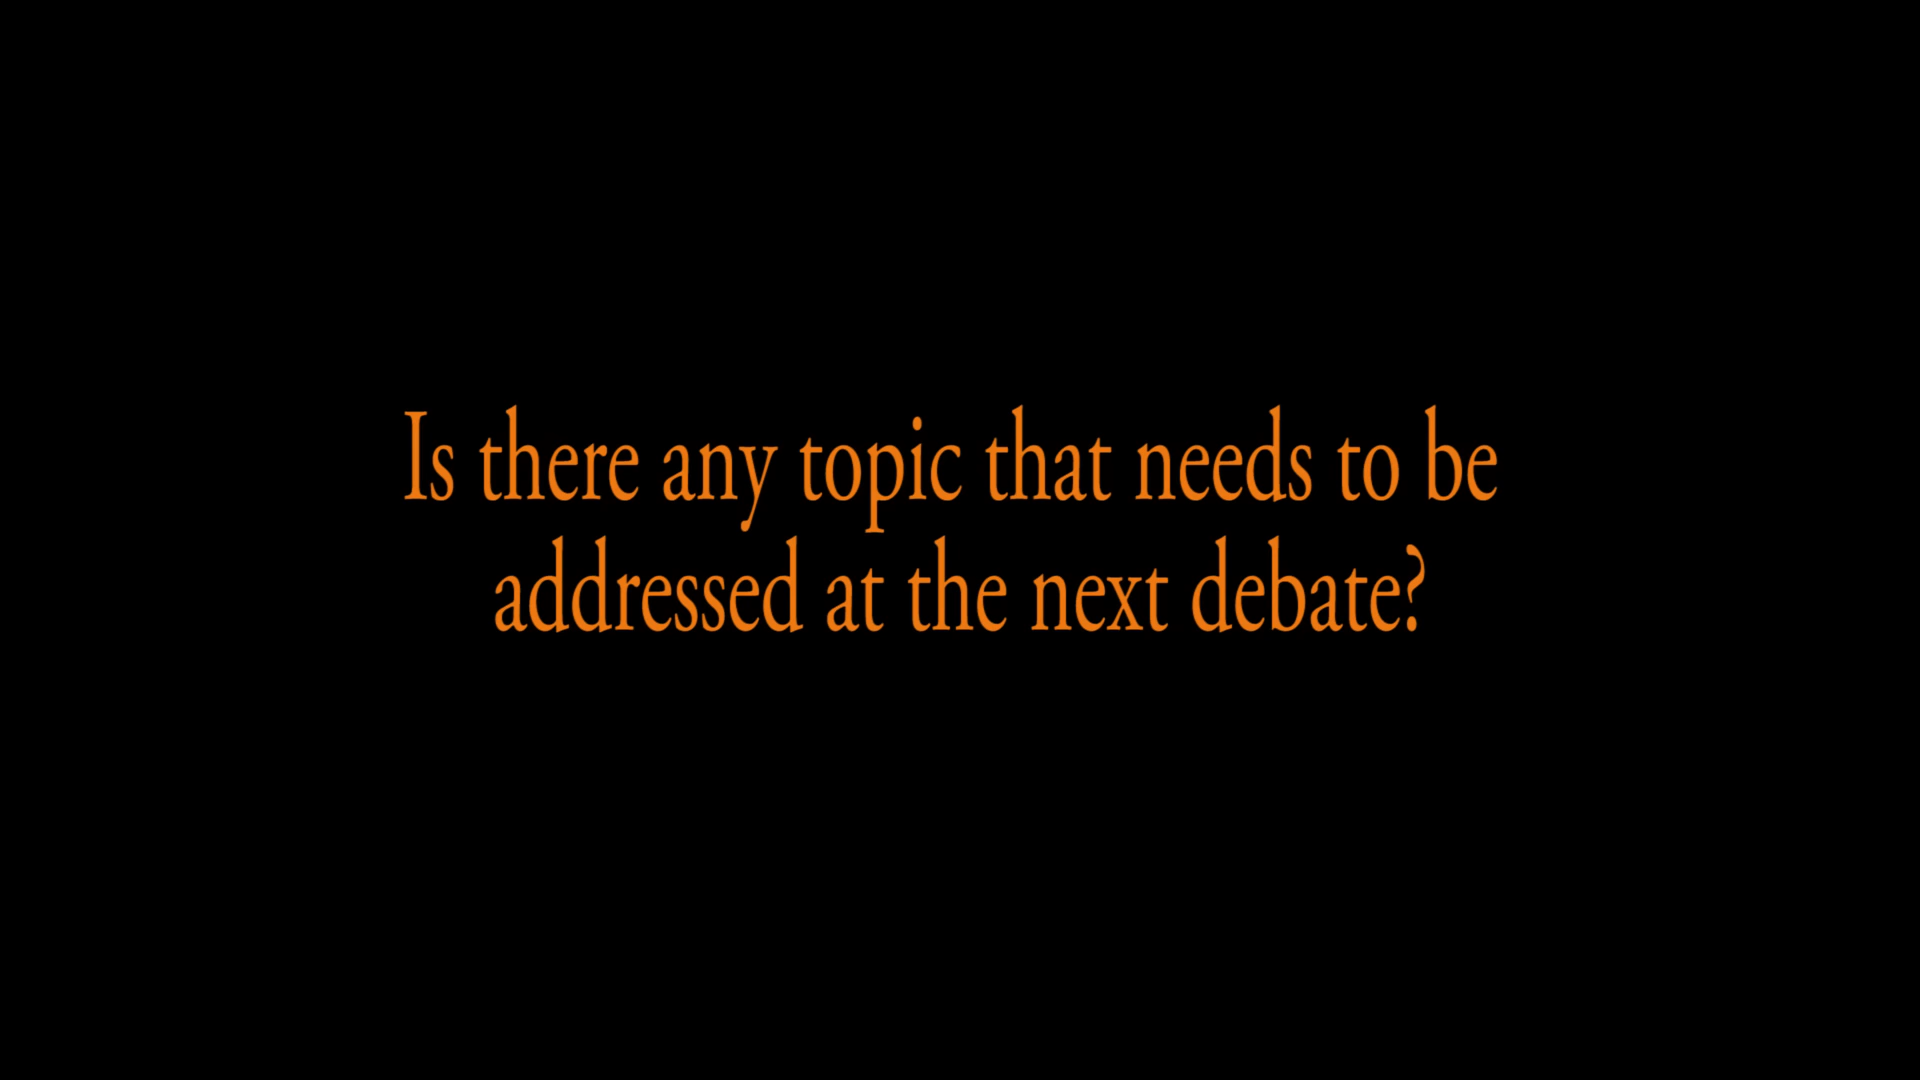 Is there any topic that needs to be
addressed at the next debate?